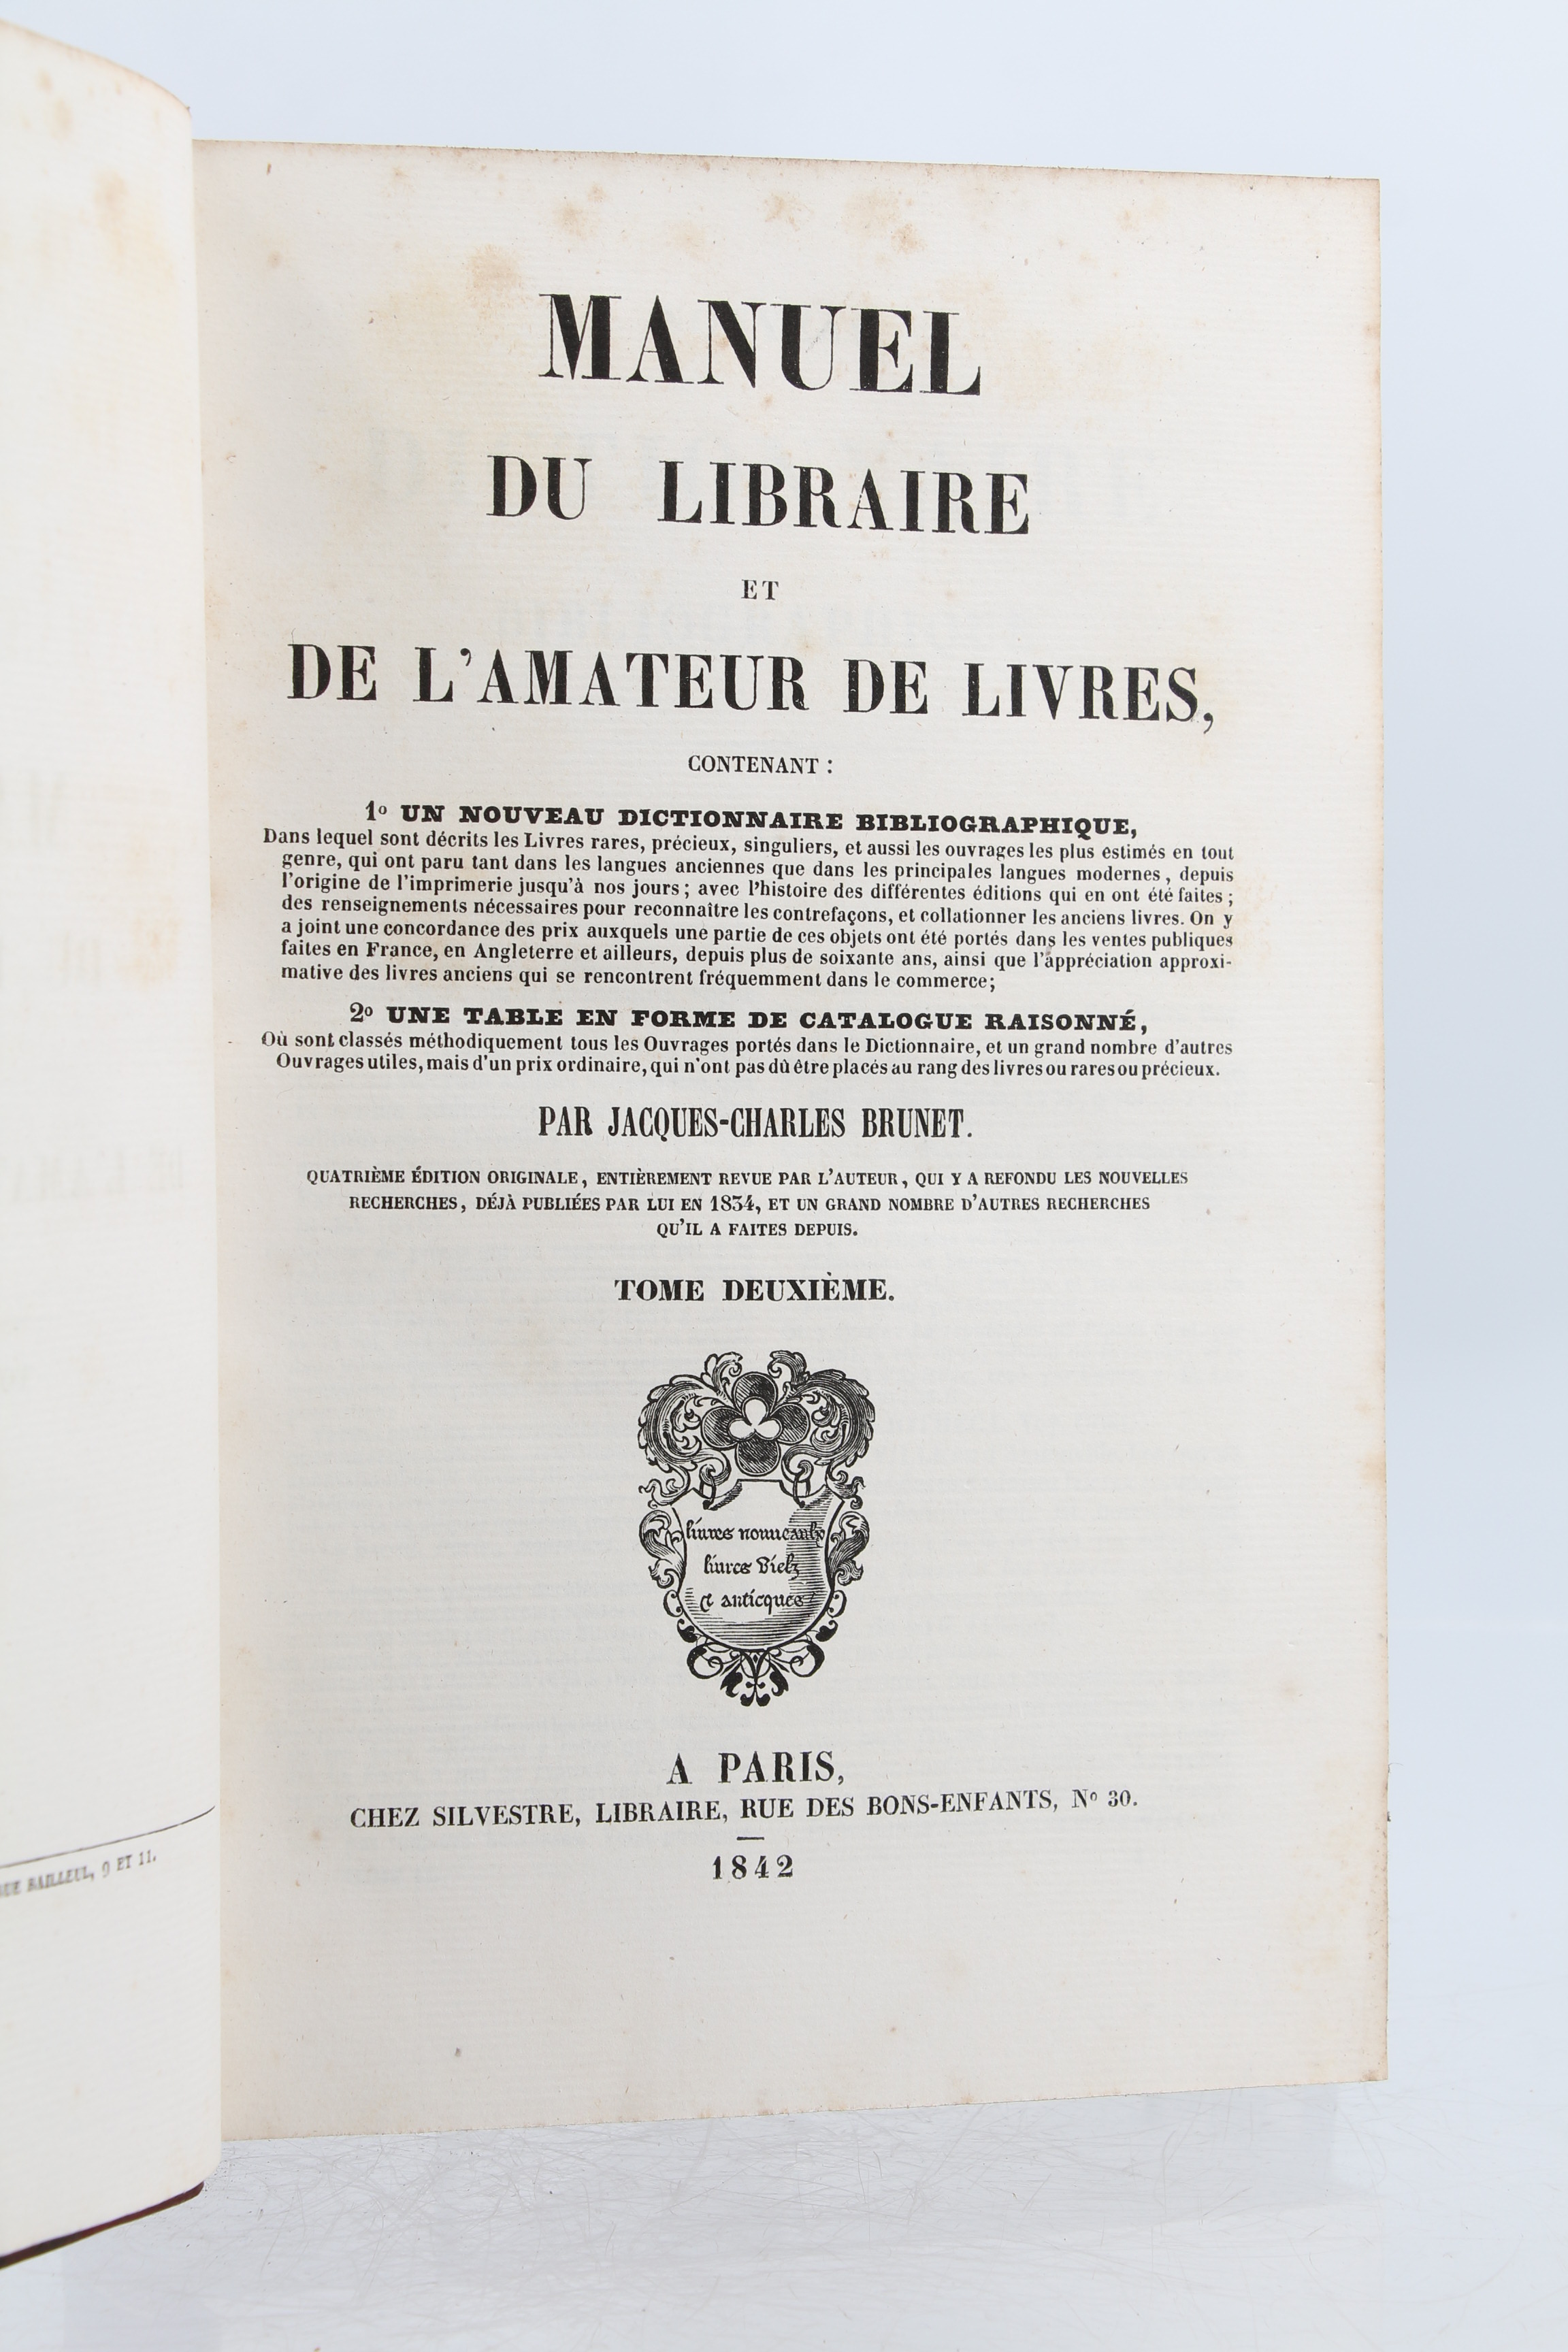 MANUEL
DU LIBRAIRE
ET
DE L'AMATEUR DE LIVRES,
CONTENANT :
1o UN NOUVEAU DICTIONNAIRE BIBLIOGRAPHIQUE,
Dans lequel sont décrits les Livres rares, précieux, singuliers, et aussi les ouvrages les plus estimés en tout
genre, qui ont paru tant dans les langues anciennes que dans les principales langues modernes, depuis
l'origine de l'imprimerie jusqu'à nos jours; avec l'histoire des différentes éditions qui en ont été faites;
des renseignements nécessaires pour reconnaître les contrefaçons, et collationner les anciens livres. On y
a joint une concordance des prix auxquels une partie de ces objets ont été portés dans les ventes publiques
faites en France, en Angleterre et ailleurs, depuis plus de soixante ans, ainsi que l'appréciation approxi-
mative des livres anciens qui se rencontrent fréquemment dans le commerce;
2o UNE TABLE EN FORME DE CATALOGUE RAISONNÉ,
Où sont classés méthodiquement tous les Ouvrages portés dans le Dictionnaire, et un grand nombre d'autres
Ouvrages utiles, mais d'un prix ordinaire, qui n'ont pas dû être placés au rang des livres ou rares ou précieux.
PAR JACQUES-CHARLES BRUNET.
QUATRIÈME ÉDITION ORIGINALE, ENTIÈREMENT REVUE PAR L'AUTEUR, QUI Y A REFONDU LES NOUVELLES
RECHERCHES, DÉJÀ PUBLIÉES PAR LUI EN 1834, ET UN GRAND NOMBRE D'AUTRES RECHERCHES
QU'IL A FAITES DEPUIS.
TOME DEUXIÈME.
liures nouueaulx
liures Vielz
et anticques
A PARIS,
CHEZ SILVESTRE, LIBRAIRE, RUE DES BONS-ENFANTS, No 30.
1842
RUE BAILLEUL, 9 ET 11.